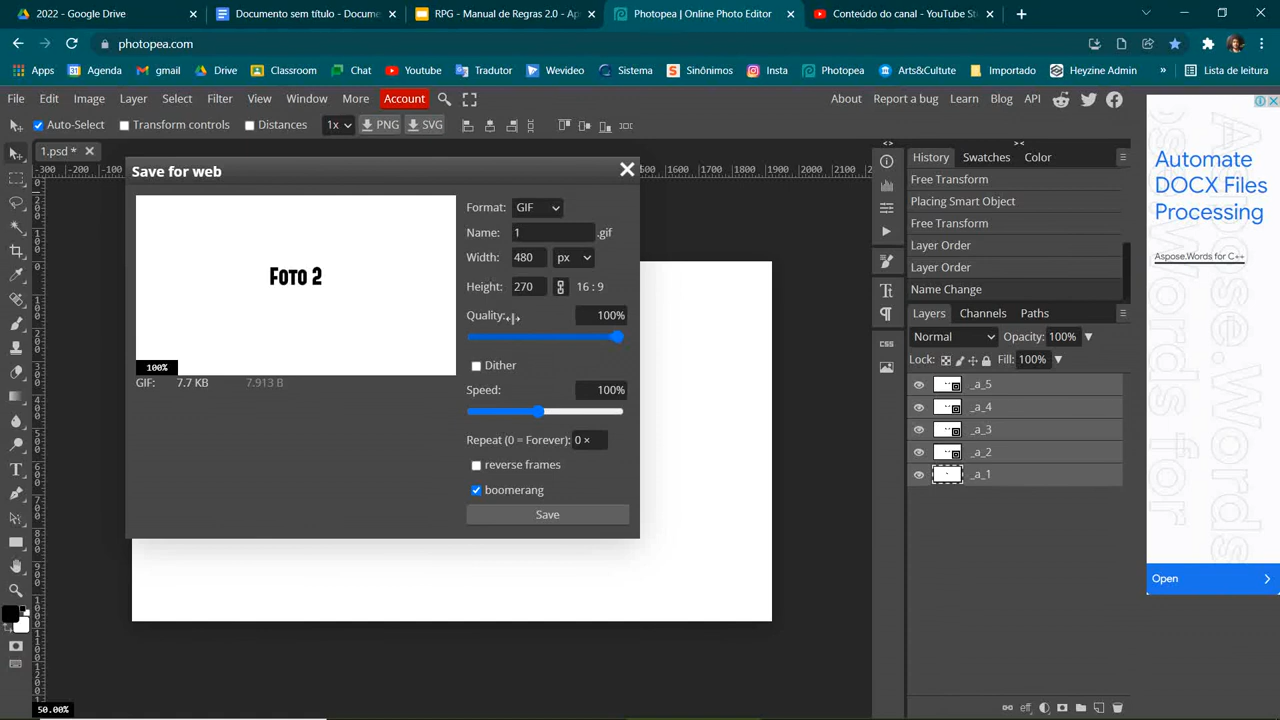 2022 - Google Drive
Documento sem título - Docume
RPG - Manual de Regras 2.0 - Ap
Photopea | Online Photo Editor
Conteúdo do canal - YouTube St
photopea.com
Apps
Agenda
gmail
Drive
Classroom
Chat
Youtube
Tradutor
Wevideo
Sistema
Sinônimos
Insta
Photopea
Arts&Cultute
Importado
Heyzine Admin
»
Lista de leitura
File Edit Image Layer Select Filter View Window More Account
About Report a bug Learn Blog API
Auto-Select
Transform controls
Distances
1x
PNG
SVG
1.psd *
Save for web
Foto 2
100%
GIF: 7.7 KB 7.913 B
Format: GIF
Name: 1 .gif
Width: 480 px
Height: 270 16 : 9
Quality: 100%
Dither
Speed: 100%
Repeat (0 = Forever): 0 ×
reverse frames
boomerang
Save
History Swatches Color
Free Transform
Placing Smart Object
Free Transform
Layer Order
Layer Order
Name Change
Layers Channels Paths
Normal Opacity: 100%
Lock: Fill: 100%
_a_5
_a_4
_a_3
_a_2
_a_1
CSS
Automate
DOCX Files
Processing
Aspose.Words for C++
Open
50.00%